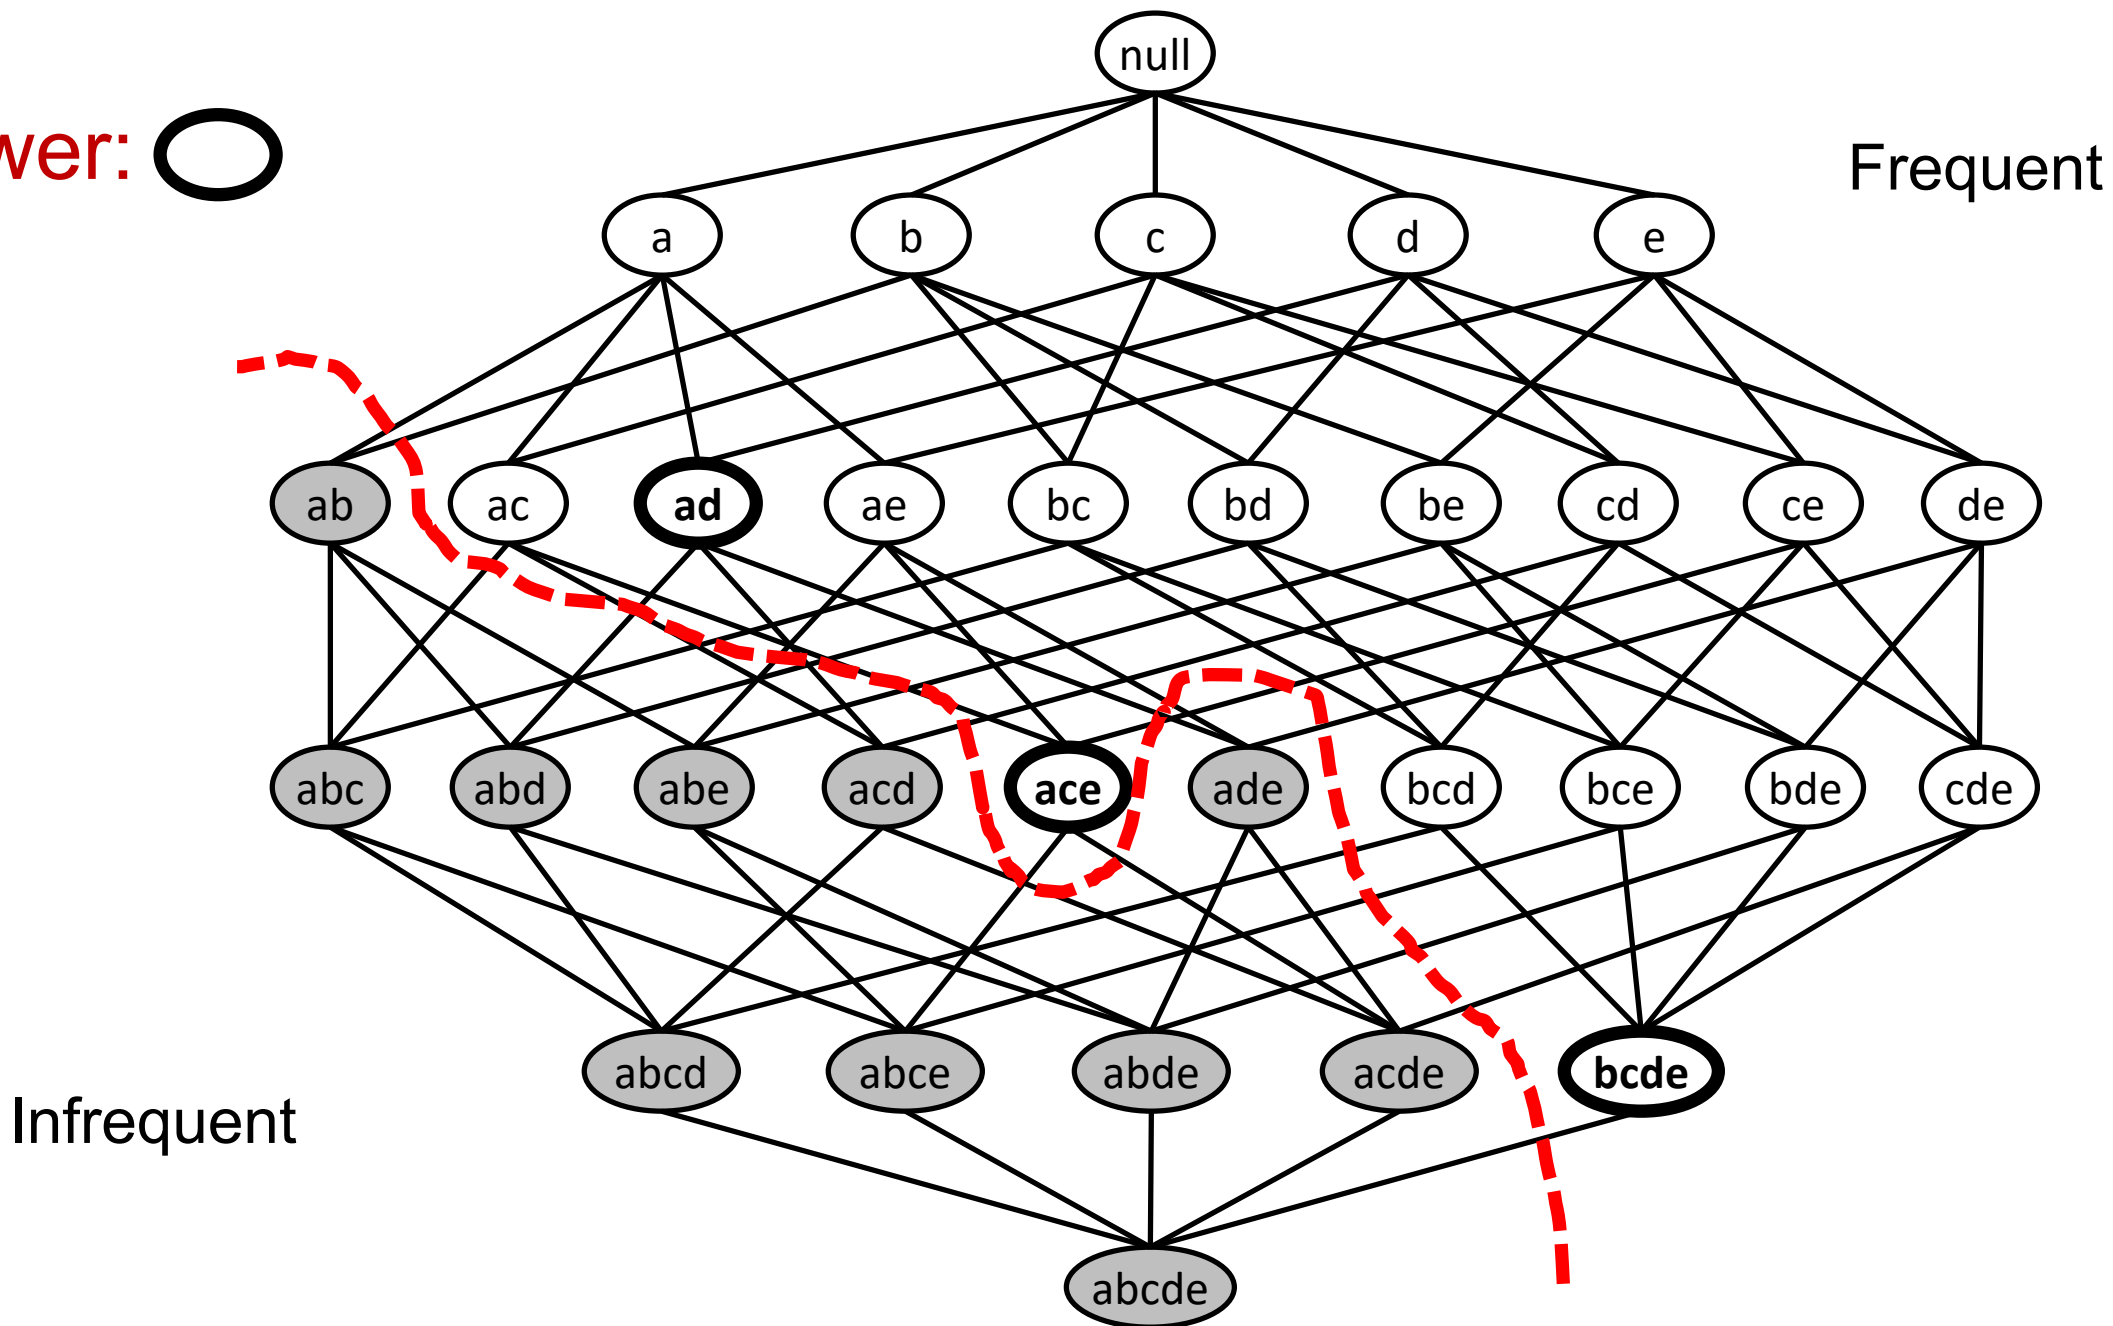 null
wer:
Frequent
a b c d e
ab ac ad ae bc bd be cd ce de
abc abd abe acd ace ade bcd bce bde cde
abcd abce abde acde bcde
Infrequent
abcde